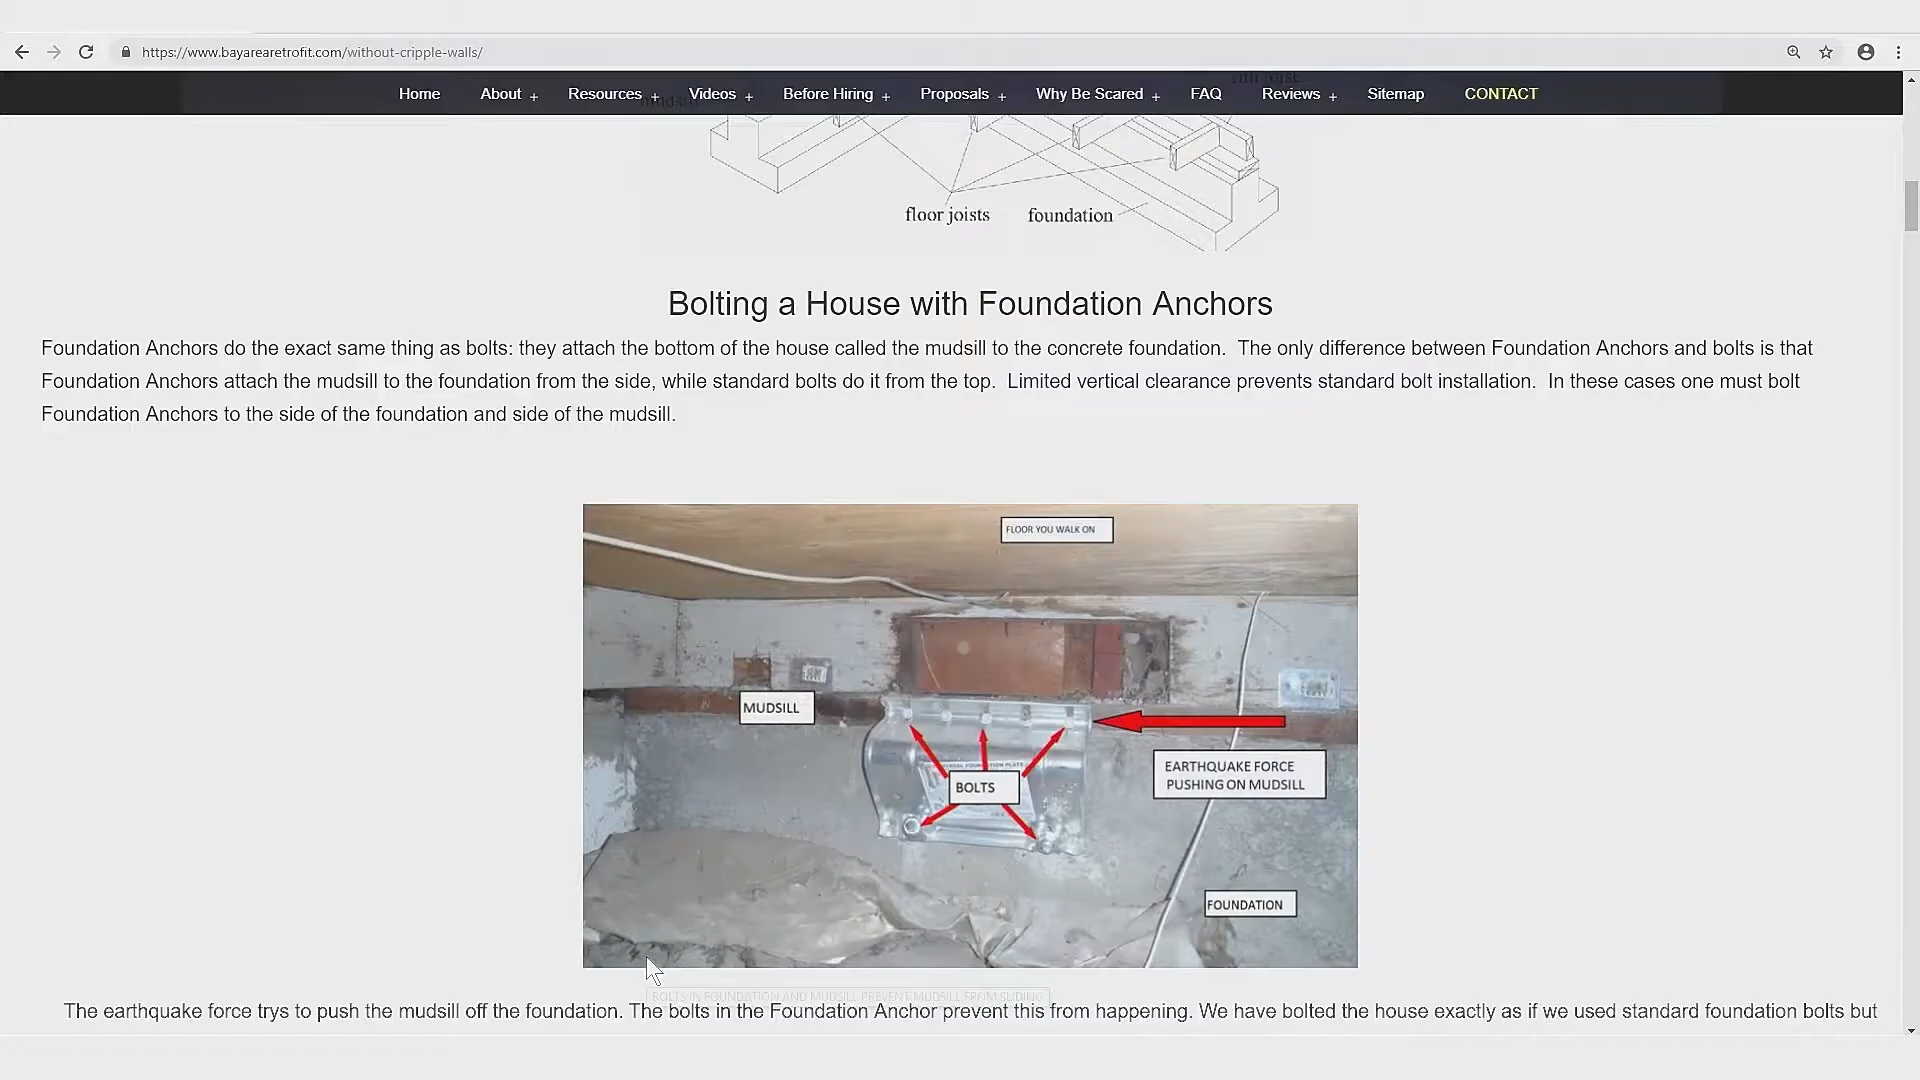 https://www.bayarearetrofit.com/without-cripple-walls/
Home About + Resources + Videos + Before Hiring + Proposals + Why Be Scared + FAQ Reviews + Sitemap CONTACT
floor joists foundation
Bolting a House with Foundation Anchors
Foundation Anchors do the exact same thing as bolts: they attach the bottom of the house called the mudsill to the concrete foundation. The only difference between Foundation Anchors and bolts is that
Foundation Anchors attach the mudsill to the foundation from the side, while standard bolts do it from the top. Limited vertical clearance prevents standard bolt installation. In these cases one must bolt
Foundation Anchors to the side of the foundation and side of the mudsill.
FLOOR YOU WALK ON
MUDSILL
BOLTS
EARTHQUAKE FORCE
PUSHING ON MUDSILL
FOUNDATION
BOLTS IN FOUNDATION AND MUDSILL PREVENT MUDSILL FROM SLIDING
The earthquake force trys to push the mudsill off the foundation. The bolts in the Foundation Anchor prevent this from happening. We have bolted the house exactly as if we used standard foundation bolts but